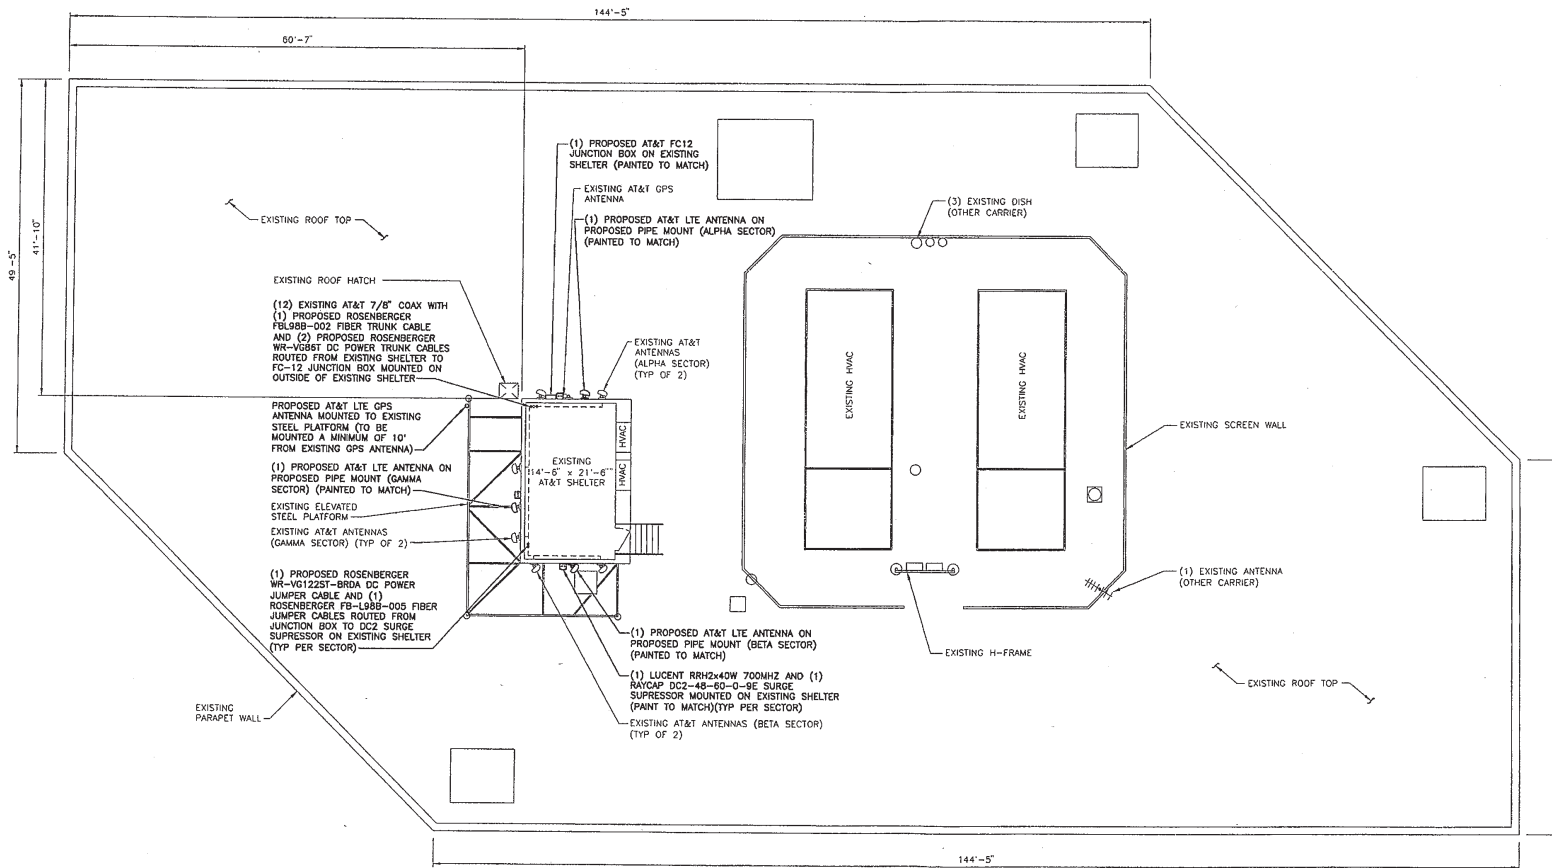 144'-5"
60'-7"
49'-5"
41'-10"
(1) PROPOSED AT&T FC12
JUNCTION BOX ON EXISTING
SHELTER (PAINTED TO MATCH)
EXISTING AT&T GPS
ANTENNA
(1) PROPOSED AT&T LTE ANTENNA ON
PROPOSED PIPE MOUNT (ALPHA SECTOR)
(PAINTED TO MATCH)
EXISTING ROOF TOP
(3) EXISTING DISH
(OTHER CARRIER)
EXISTING ROOF HATCH
(12) EXISTING AT&T 7/8" COAX WITH
(1) PROPOSED ROSENBERGER
FBL98B-002 FIBER TRUNK CABLE
AND (2) PROPOSED ROSENBERGER
WR-VG86T DC POWER TRUNK CABLES
ROUTED FROM EXISTING SHELTER TO
FC-12 JUNCTION BOX MOUNTED ON
OUTSIDE OF EXISTING SHELTER
EXISTING AT&T
ANTENNAS
(ALPHA SECTOR)
(TYP OF 2)
EXISTING HVAC
EXISTING HVAC
PROPOSED AT&T LTE GPS
ANTENNA MOUNTED TO EXISTING
STEEL PLATFORM (TO BE
MOUNTED A MINIMUM OF 10'
FROM EXISTING GPS ANTENNA)
HVAC
HVAC
EXISTING
14'-6" x 21'-6"
AT&T SHELTER
EXISTING SCREEN WALL
(1) PROPOSED AT&T LTE ANTENNA ON
PROPOSED PIPE MOUNT (GAMMA
SECTOR) (PAINTED TO MATCH)
EXISTING ELEVATED
STEEL PLATFORM
EXISTING AT&T ANTENNAS
(GAMMA SECTOR) (TYP OF 2)
(1) PROPOSED ROSENBERGER
WR-VG122ST-BRDA DC POWER
JUMPER CABLE AND (1)
ROSENBERGER FB-L98B-005 FIBER
JUMPER CABLES ROUTED FROM
JUNCTION BOX TO DC2 SURGE
SUPRESSOR ON EXISTING SHELTER
(TYP PER SECTOR)
(1) EXISTING ANTENNA
(OTHER CARRIER)
(1) PROPOSED AT&T LTE ANTENNA ON
PROPOSED PIPE MOUNT (BETA SECTOR)
(PAINTED TO MATCH)
EXISTING H-FRAME
(1) LUCENT RRH2x40W 700MHZ AND (1)
RAYCAP DC2-48-60-0-9E SURGE
SUPRESSOR MOUNTED ON EXISTING SHELTER
(PAINT TO MATCH)(TYP PER SECTOR)
EXISTING ROOF TOP
EXISTING
PARAPET WALL
EXISTING AT&T ANTENNAS (BETA SECTOR)
(TYP OF 2)
144'-5"